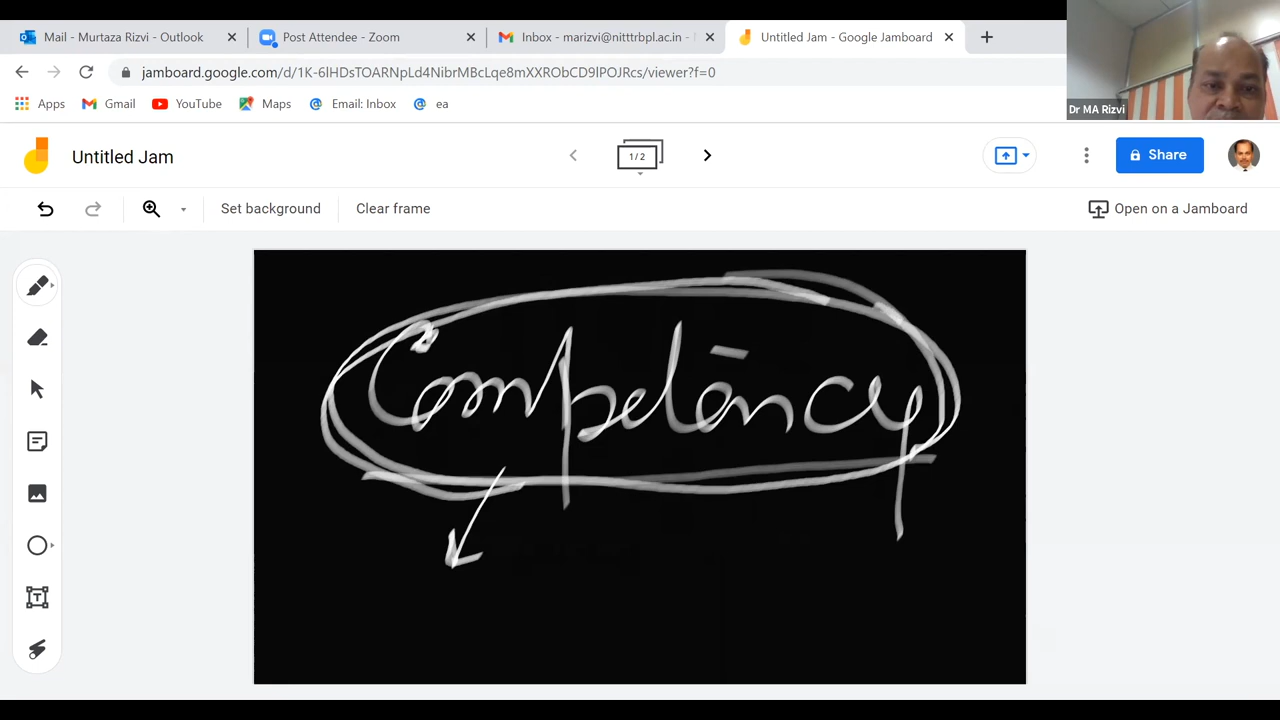 Mail - Murtaza Rizvi - Outlook
Post Attendee - Zoom
Inbox - marizvi@nitttrbpl.ac.in -
Untitled Jam - Google Jamboard
jamboard.google.com/d/1K-6lHDsTOARNpLd4NibrMBcLqe8mXXRObCD9lPOJRcs/viewer?f=0
Apps
Gmail
YouTube
Maps
Email: Inbox
ea
Dr MA Rizvi
Untitled Jam
1/2
Share
Set background
Clear frame
Open on a Jamboard
Competency